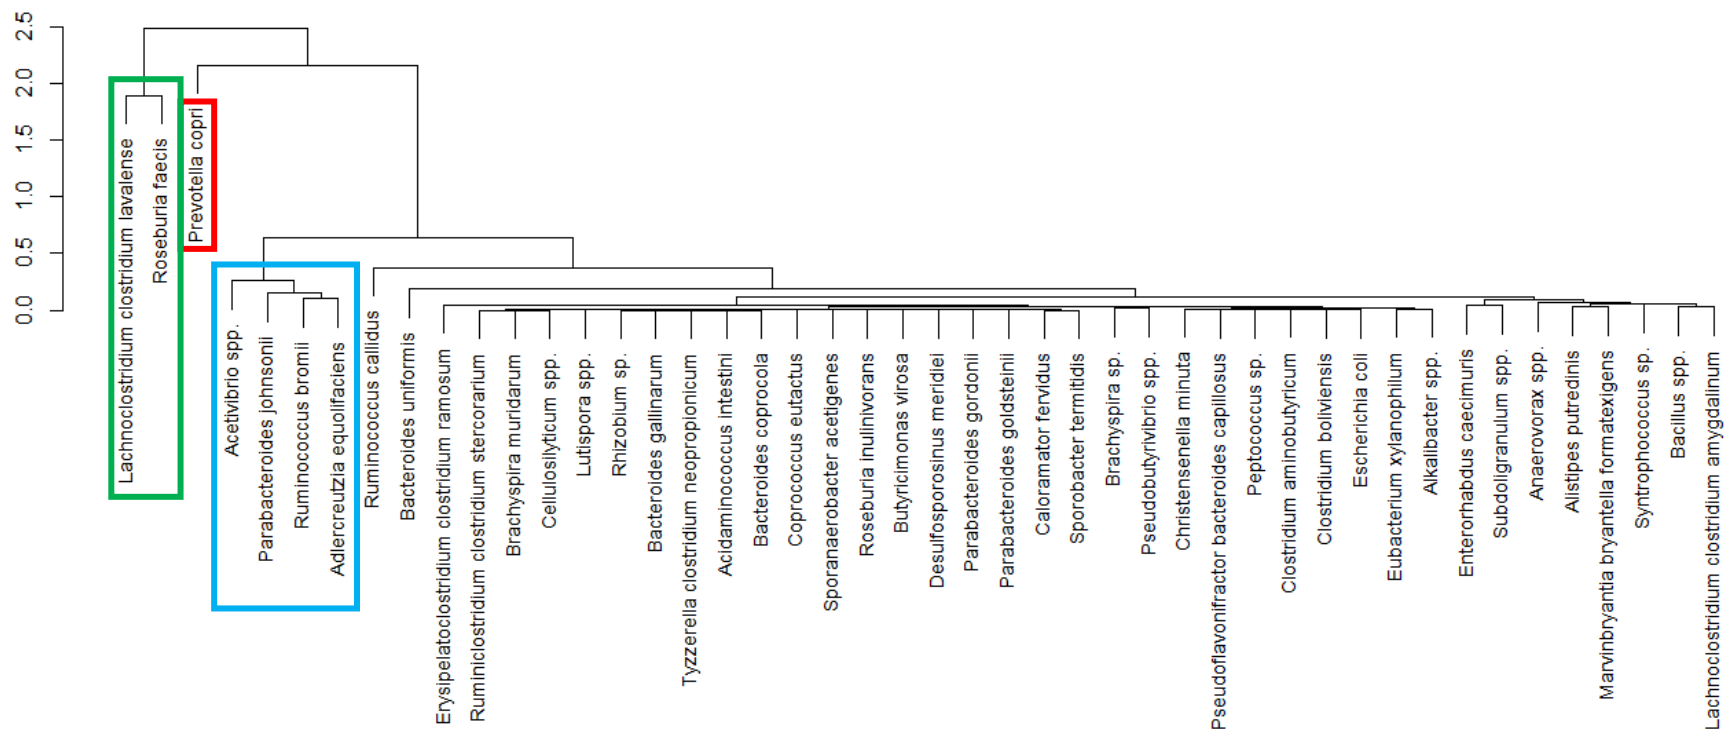 2.5
2.0
1.5
1.0
0.5
0.0
Lachnoclostridium clostridium lavalense
Roseburia faecis
Prevotella copri
Acetivibrio spp.
Parabacteroides johnsonii
Ruminococcus bromii
Adlercreutzia equolifaciens
Ruminococcus callidus
Bacteroides uniformis
Erysipelatoclostridium clostridium ramosum
Ruminiclostridium clostridium stercorarium
Brachyspira muridarum
Cellulosilyticum spp.
Lutispora spp.
Rhizobium sp.
Bacteroides gallinarum
Tyzzerella clostridium neopropionicum
Acidaminococcus intestini
Bacteroides coprocola
Coprococcus eutactus
Sporanaerobacter acetigenes
Roseburia inulinivorans
Butyricimonas virosa
Desulfosporosinus meridiei
Parabacteroides gordonii
Parabacteroides goldsteinii
Caloramator fervidus
Sporobacter termitidis
Brachyspira sp.
Pseudobutyrivibrio spp.
Christensenella minuta
Pseudoflavonifractor bacteroides capillosus
Peptococcus sp.
Clostridium aminobutyricum
Clostridium boliviensis
Escherichia coli
Eubacterium xylanophilum
Alkalibacter spp.
Enterorhabdus caecimuris
Subdoligranulum spp.
Anaerovorax spp.
Alistipes putredinis
Marvinbryantia bryantella formatexigens
Syntrophococcus sp.
Bacillus spp.
Lachnoclostridium clostridium amygdalinum